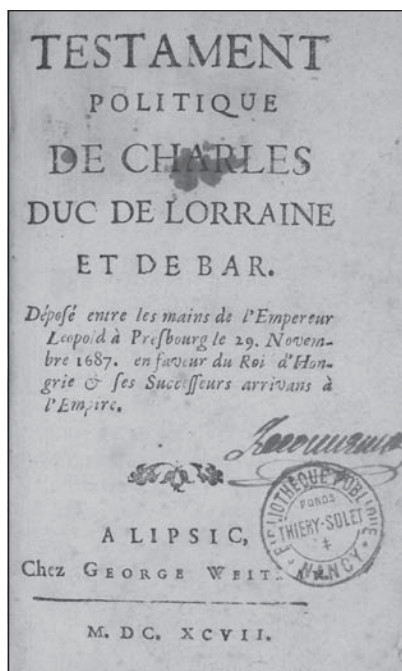 TESTAMENT
POLITIQUE
DE CHARLES
DUC DE LORRAINE
ET DE BAR.
Déposé entre les mains de l'Empereur
Leopold à Presbourg le 29. Novem-
bre 1687. en faveur du Roi d'Hon-
grie & ses Successeurs arrivans à
l'Empire.
BIBLIOTHÈQUE PUBLIQUE
FONDS
THIERY-SOLET
NANCY
A LIPSIC,
Chez GEORGE
M. DC. XCVII.